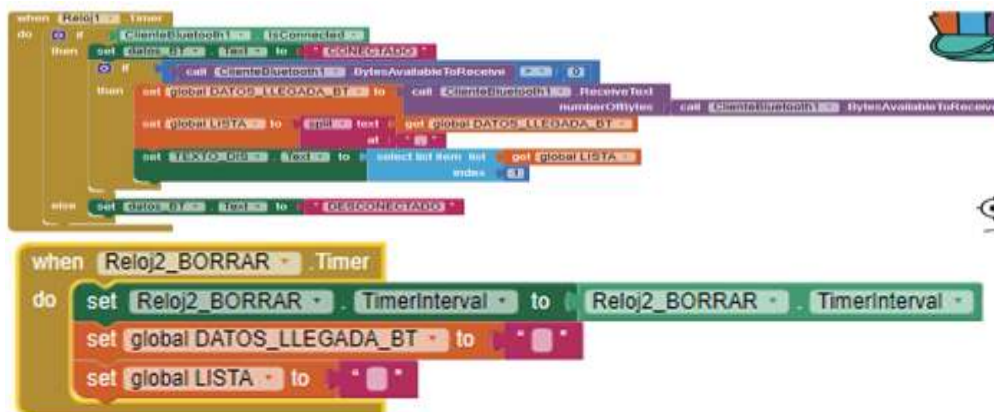 when Reloj1 .Timer
do if ClienteBluetooth1 . IsConnected
then set datos_BT . Text to " CONECTADO "
if call ClienteBluetooth1 .BytesAvailableToReceive > 0
then set global DATOS_LLEGADA_BT to call ClienteBluetooth1 .ReceiveText
numberOfBytes call ClienteBluetooth1 .BytesAvailableToReceive
set global LISTA to split text get global DATOS_LLEGADA_BT
at
set TEXTO_DIS . Text to select list item list get global LISTA
index 1
else set datos_BT . Text to " DESCONECTADO "
when Reloj2_BORRAR .Timer
do set Reloj2_BORRAR . TimerInterval to Reloj2_BORRAR . TimerInterval
set global DATOS_LLEGADA_BT to " "
set global LISTA to " "